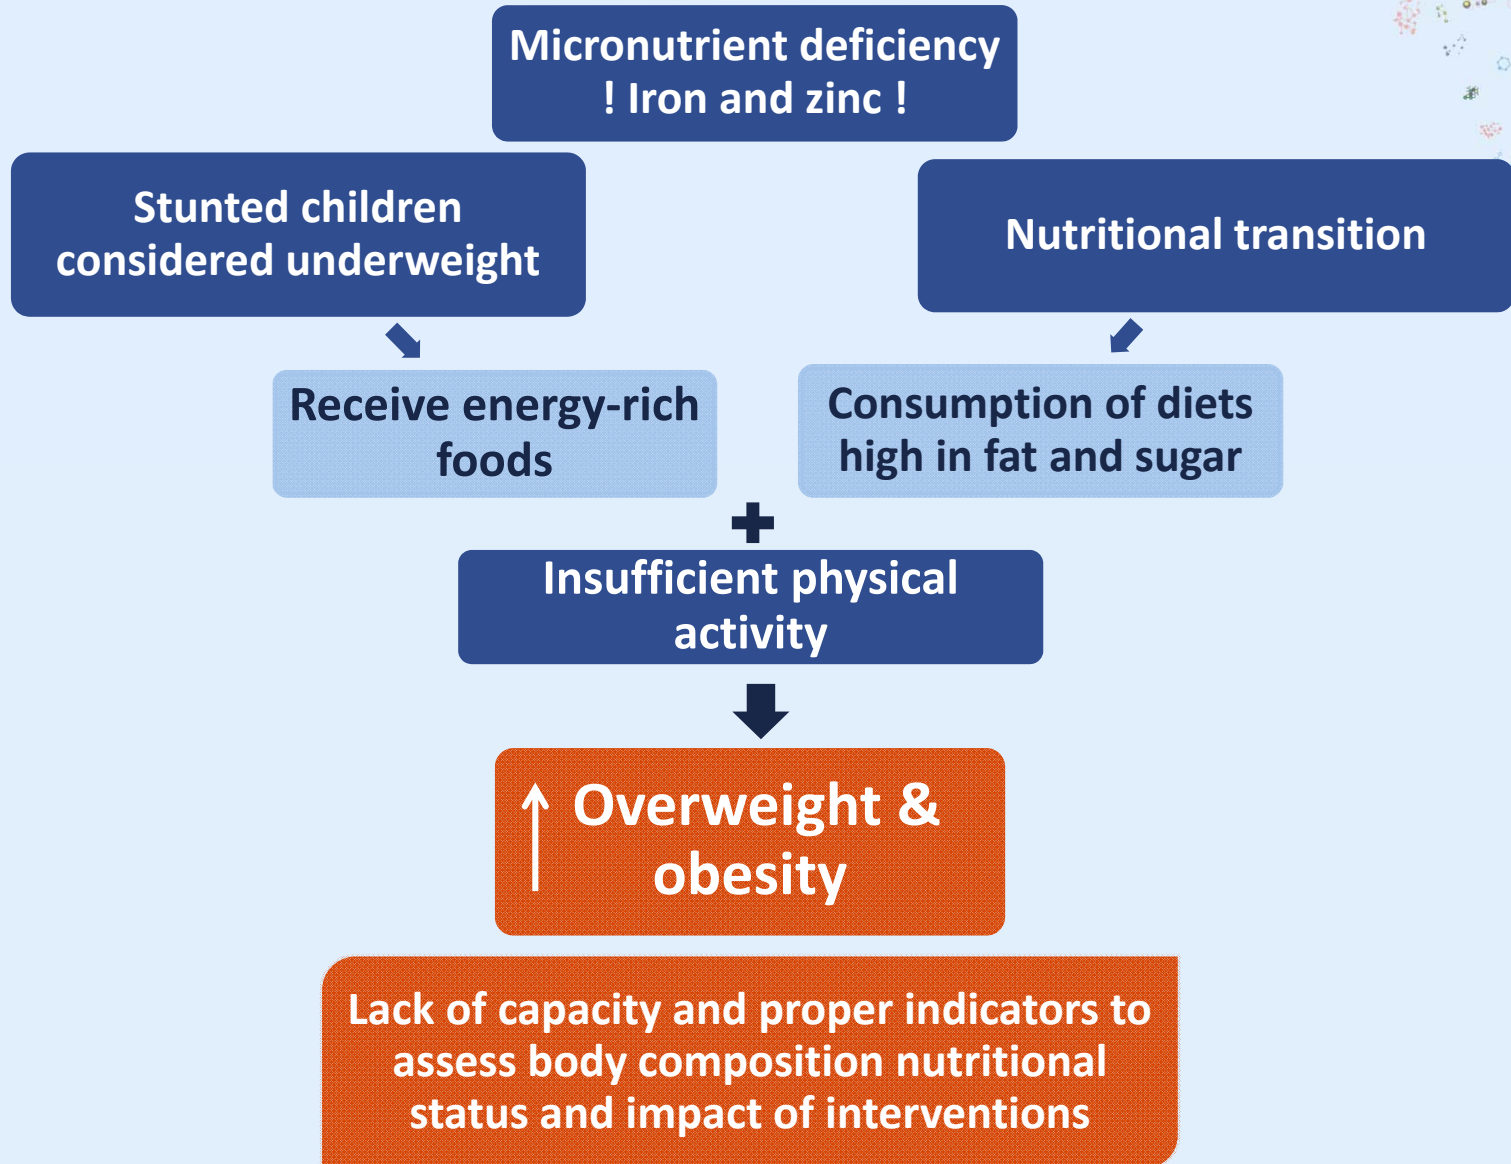 Micronutrient deficiency
! Iron and zinc !
Stunted children
considered underweight
Nutritional transition
Receive energy-rich
foods
Consumption of diets
high in fat and sugar
Insufficient physical
activity
Overweight &
obesity
Lack of capacity and proper indicators to
assess body composition nutritional
status and impact of interventions